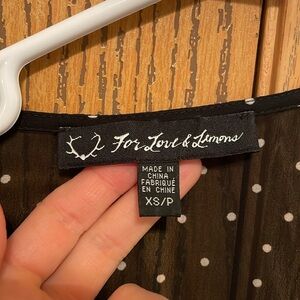 For Love & Lemons
MADE IN
CHINA
FABRIQUÉ
EN CHINE
XS/P